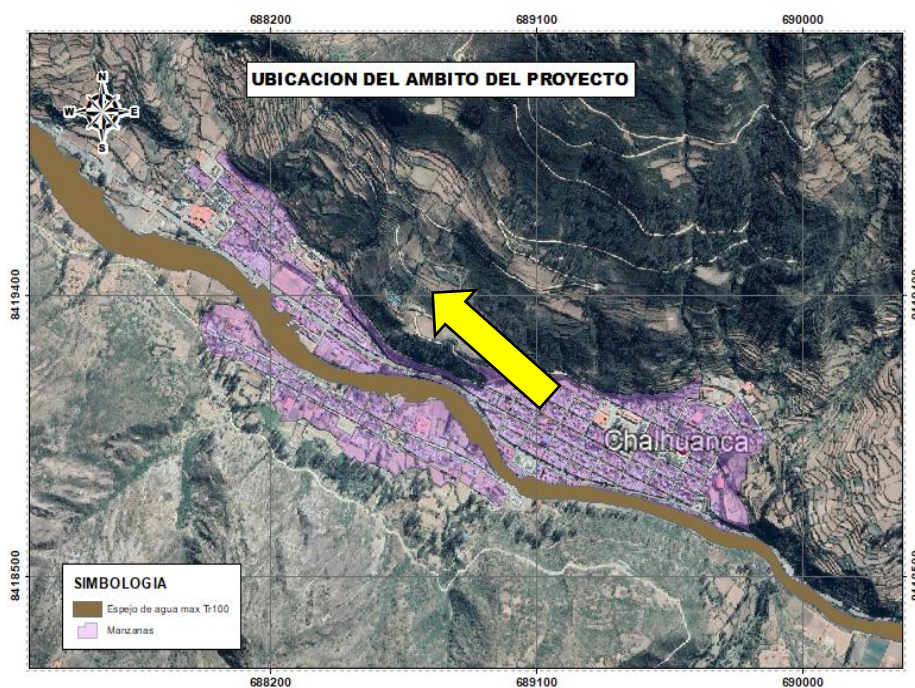 688200 689100 690000
UBICACION DEL AMBITO DEL PROYECTO
N
W E
S
8419400
Chalhuanca
8418500
SIMBOLOGIA
Espejo de agua max Tr100
Manzanas
688200 689100 690000